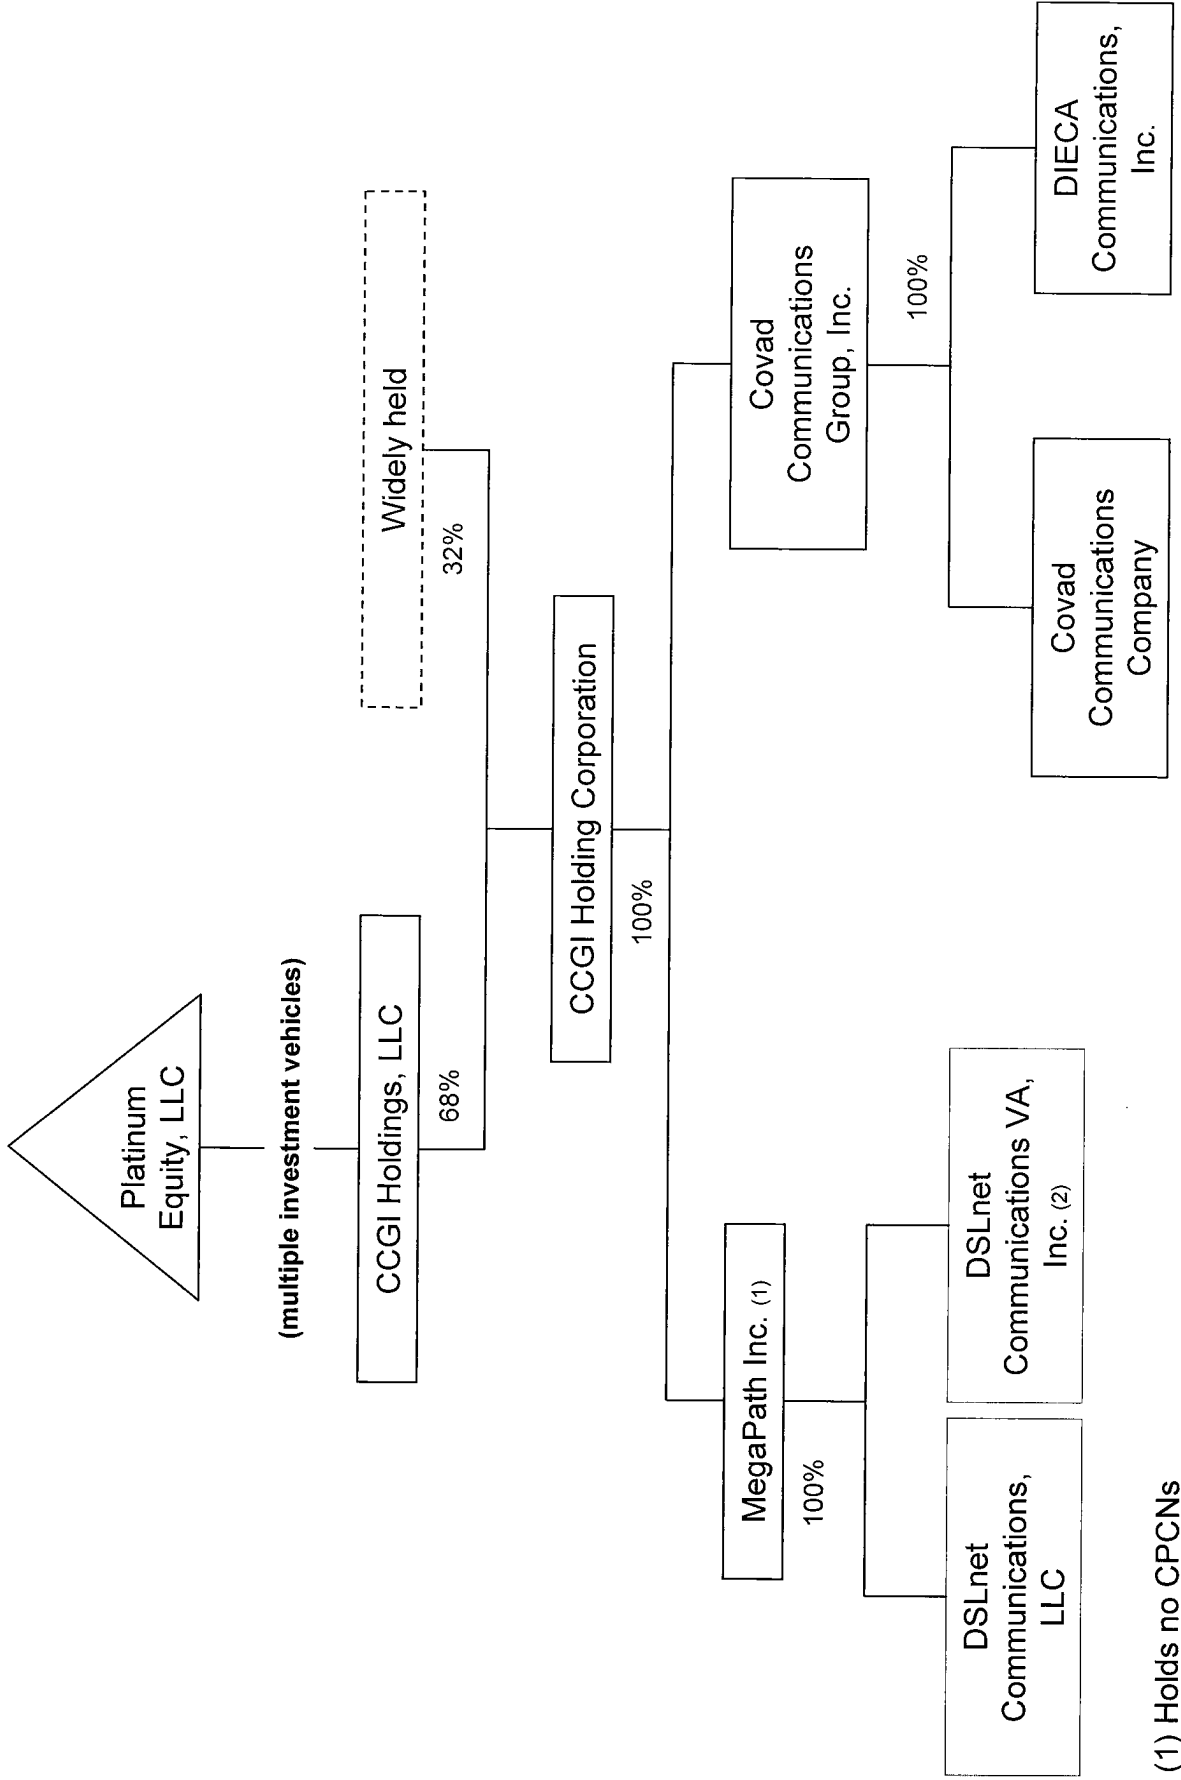 Platinum
Equity, LLC
(multiple investment vehicles)
CCGI Holdings, LLC
Widely held
68%
32%
CCGI Holding Corporation
100%
MegaPath Inc. (1)
Covad
Communications
Group, Inc.
100%
100%
DSLnet
Communications,
LLC
DSLnet
Communications VA,
Inc. (2)
Covad
Communications
Company
DIECA
Communications,
Inc.
(1) Holds no CPCNs